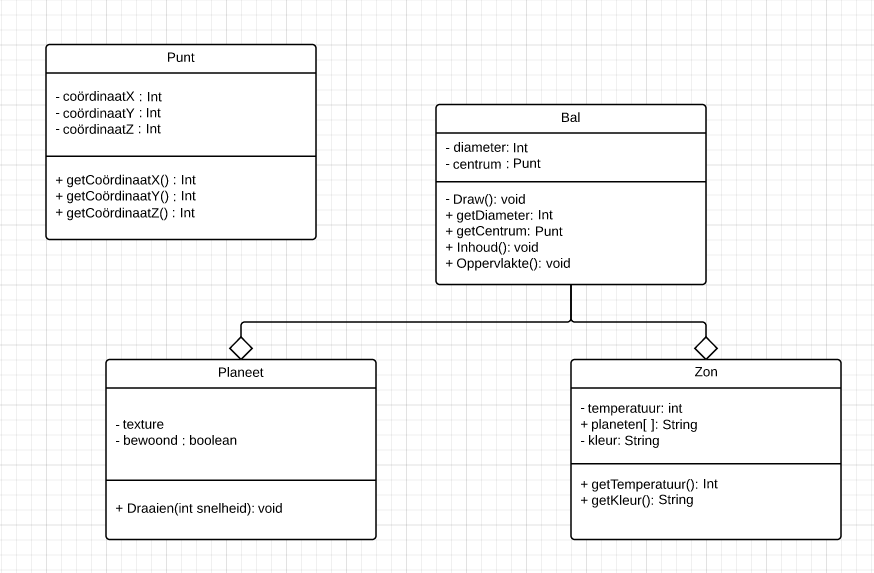 Punt
- coördinaatX : Int
- coördinaatY : Int
- coördinaatZ : Int
+ getCoördinaatX() : Int
+ getCoördinaatY() : Int
+ getCoördinaatZ() : Int
Bal
- diameter: Int
- centrum : Punt
- Draw(): void
+ getDiameter: Int
+ getCentrum: Punt
+ Inhoud(): void
+ Oppervlakte(): void
Planeet
- texture
- bewoond : boolean
+ Draaien(int snelheid): void
Zon
- temperatuur: int
+ planeten[ ]: String
- kleur: String
+ getTemperatuur(): Int
+ getKleur(): String